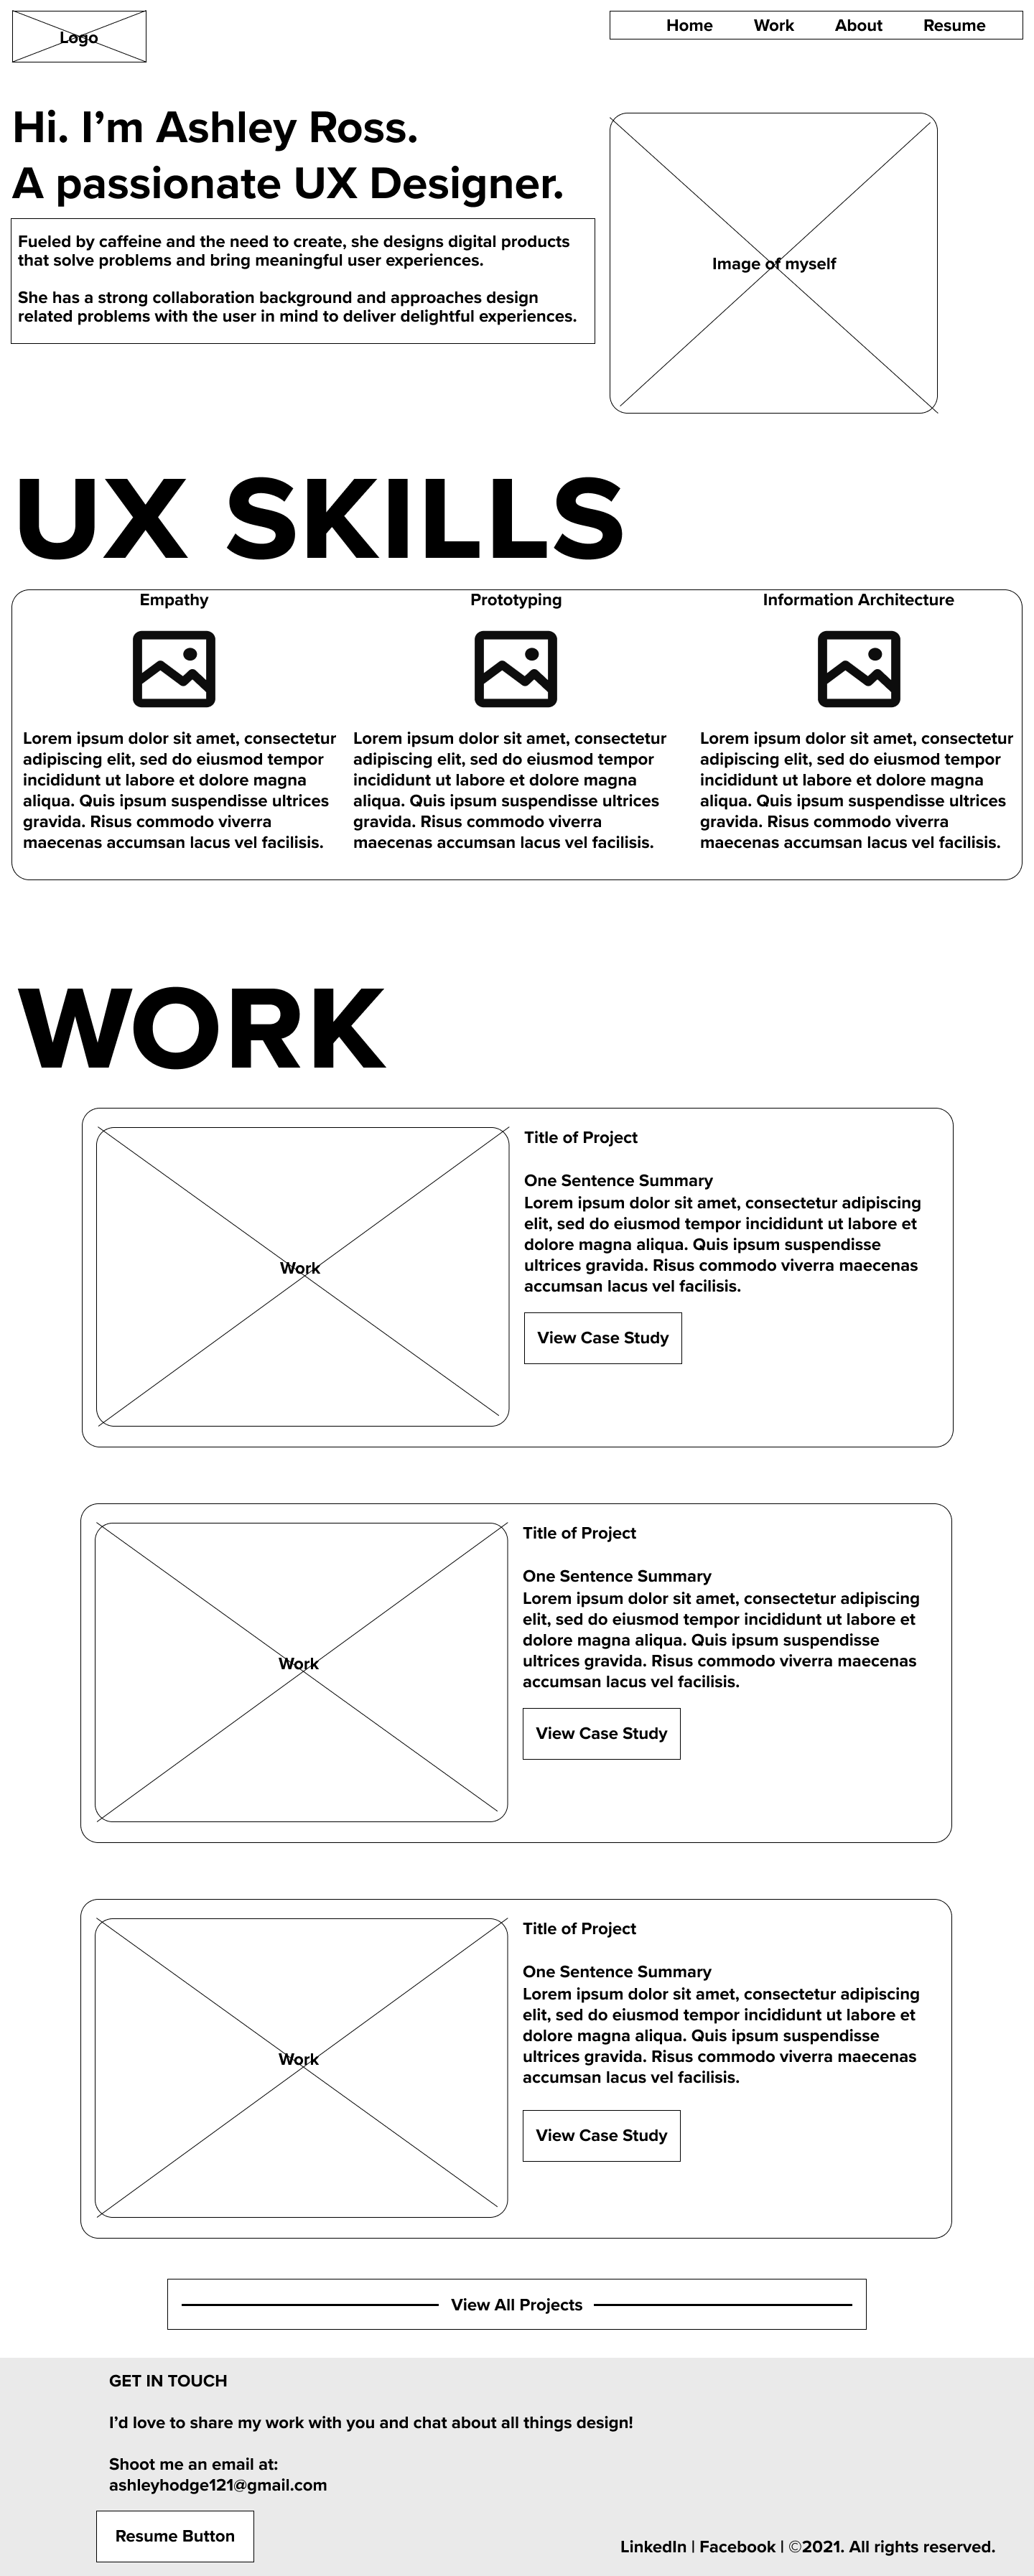 Logo
Home Work About Resume
Hi. I’m Ashley Ross.
A passionate UX Designer.
Fueled by caffeine and the need to create, she designs digital products
that solve problems and bring meaningful user experiences.
She has a strong collaboration background and approaches design
related problems with the user in mind to deliver delightful experiences.
Image of myself
UX SKILLS
Empathy
Lorem ipsum dolor sit amet, consectetur
adipiscing elit, sed do eiusmod tempor
incididunt ut labore et dolore magna
aliqua. Quis ipsum suspendisse ultrices
gravida. Risus commodo viverra
maecenas accumsan lacus vel facilisis.
Prototyping
Lorem ipsum dolor sit amet, consectetur
adipiscing elit, sed do eiusmod tempor
incididunt ut labore et dolore magna
aliqua. Quis ipsum suspendisse ultrices
gravida. Risus commodo viverra
maecenas accumsan lacus vel facilisis.
Information Architecture
Lorem ipsum dolor sit amet, consectetur
adipiscing elit, sed do eiusmod tempor
incididunt ut labore et dolore magna
aliqua. Quis ipsum suspendisse ultrices
gravida. Risus commodo viverra
maecenas accumsan lacus vel facilisis.
WORK
Work
Title of Project
One Sentence Summary
Lorem ipsum dolor sit amet, consectetur adipiscing
elit, sed do eiusmod tempor incididunt ut labore et
dolore magna aliqua. Quis ipsum suspendisse
ultrices gravida. Risus commodo viverra maecenas
accumsan lacus vel facilisis.
View Case Study
Work
Title of Project
One Sentence Summary
Lorem ipsum dolor sit amet, consectetur adipiscing
elit, sed do eiusmod tempor incididunt ut labore et
dolore magna aliqua. Quis ipsum suspendisse
ultrices gravida. Risus commodo viverra maecenas
accumsan lacus vel facilisis.
View Case Study
Work
Title of Project
One Sentence Summary
Lorem ipsum dolor sit amet, consectetur adipiscing
elit, sed do eiusmod tempor incididunt ut labore et
dolore magna aliqua. Quis ipsum suspendisse
ultrices gravida. Risus commodo viverra maecenas
accumsan lacus vel facilisis.
View Case Study
View All Projects
GET IN TOUCH
I’d love to share my work with you and chat about all things design!
Shoot me an email at:
ashleyhodge121@gmail.com
Resume Button
LinkedIn | Facebook | ©2021. All rights reserved.